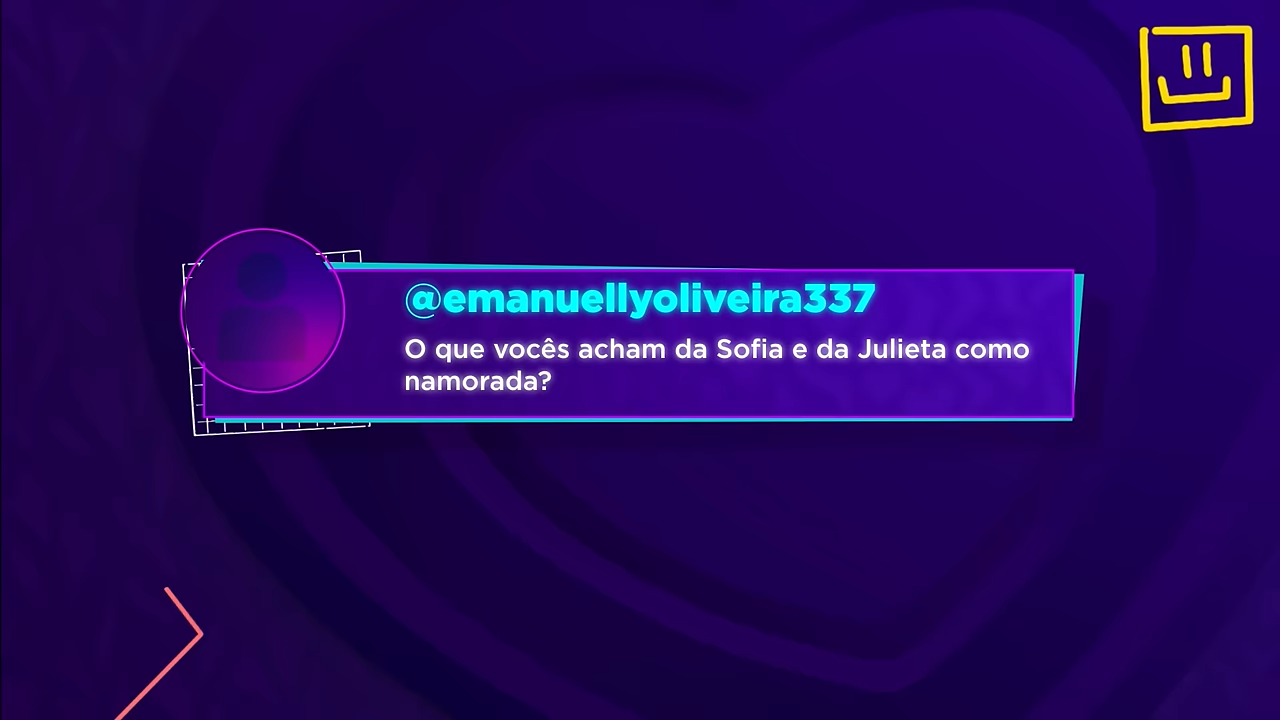 @emanuellyoliveira337
O que vocês acham da Sofia e da Julieta como
namorada?